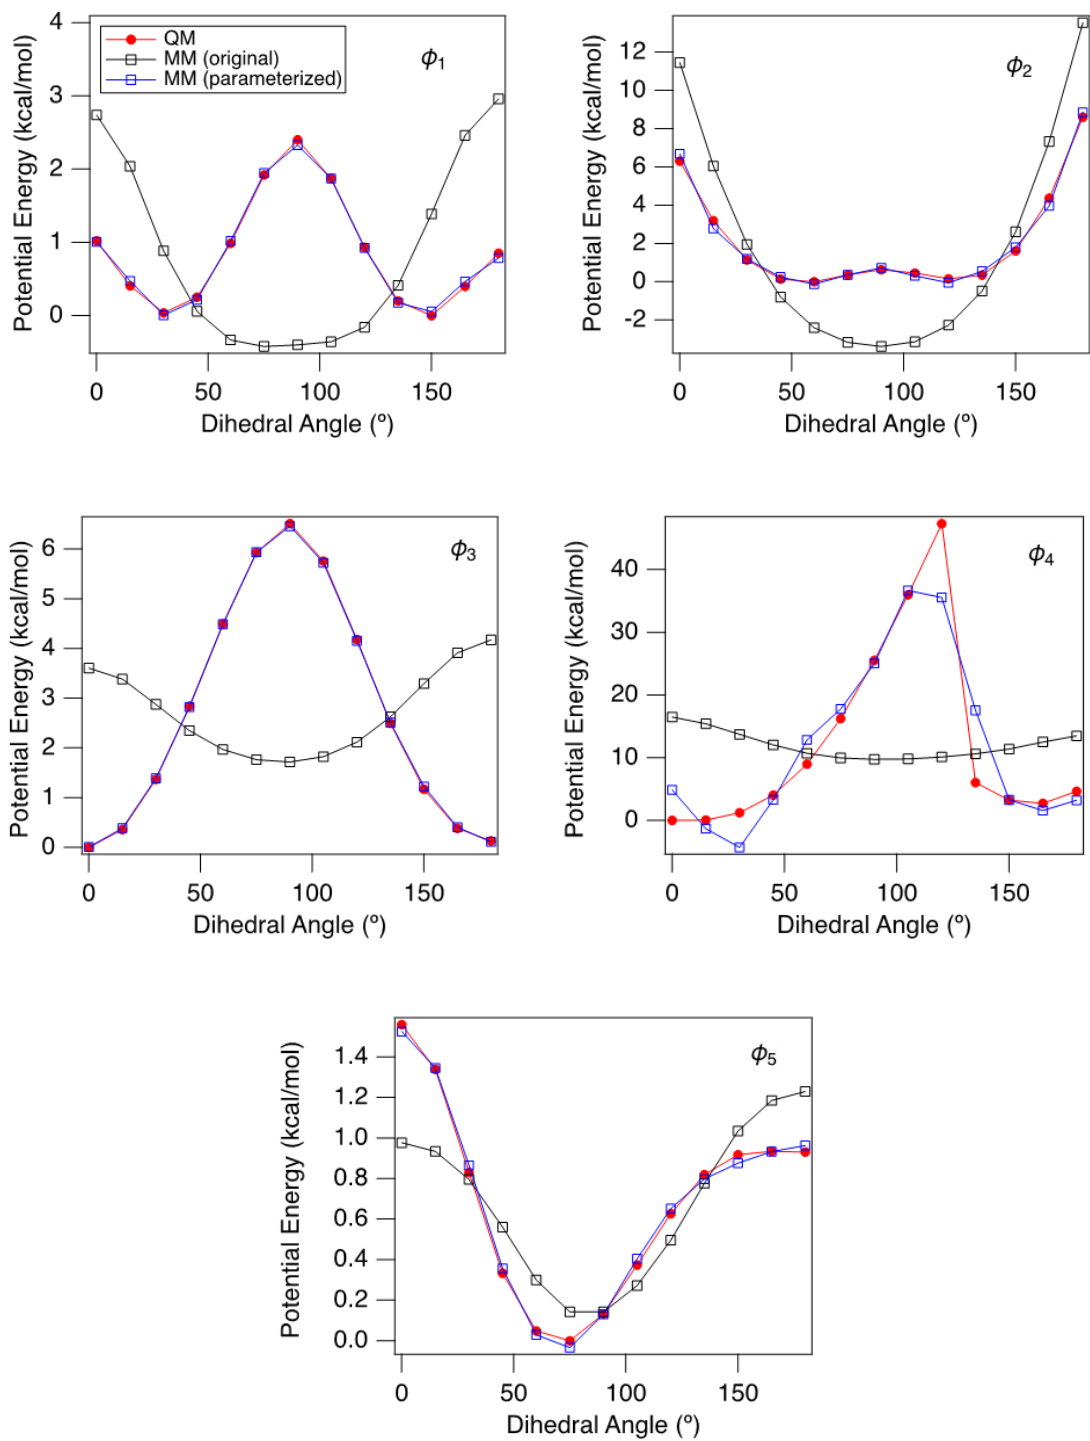 4
3
2
1
0
Potential Energy (kcal/mol)
QM
MM (original)
MM (parameterized)
ϕ1
0 50 100 150
Dihedral Angle (º)
12
10
8
6
4
2
0
-2
Potential Energy (kcal/mol)
ϕ2
0 50 100 150
Dihedral Angle (º)
6
5
4
3
2
1
0
Potential Energy (kcal/mol)
ϕ3
0 50 100 150
Dihedral Angle (º)
40
30
20
10
0
Potential Energy (kcal/mol)
ϕ4
0 50 100 150
Dihedral Angle (º)
1.4
1.2
1.0
0.8
0.6
0.4
0.2
0.0
Potential Energy (kcal/mol)
ϕ5
0 50 100 150
Dihedral Angle (º)